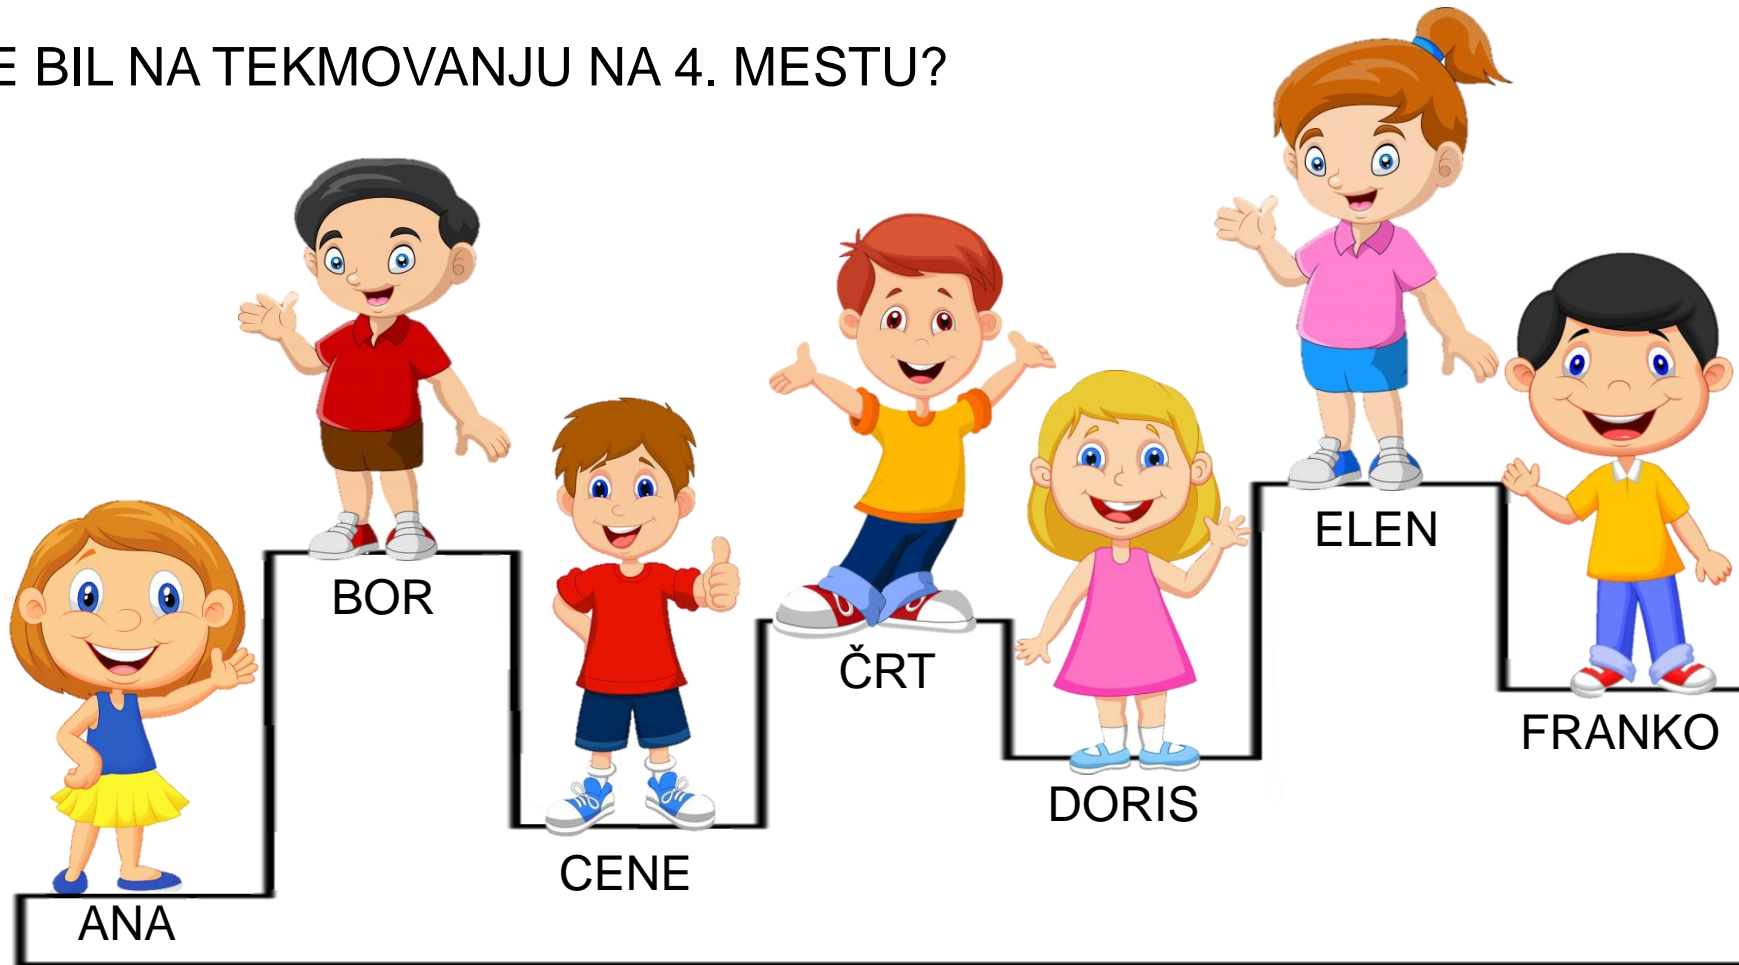 E BIL NA TEKMOVANJU NA 4. MESTU?
ELEN
BOR
ČRT
FRANKO
DORIS
CENE
ANA